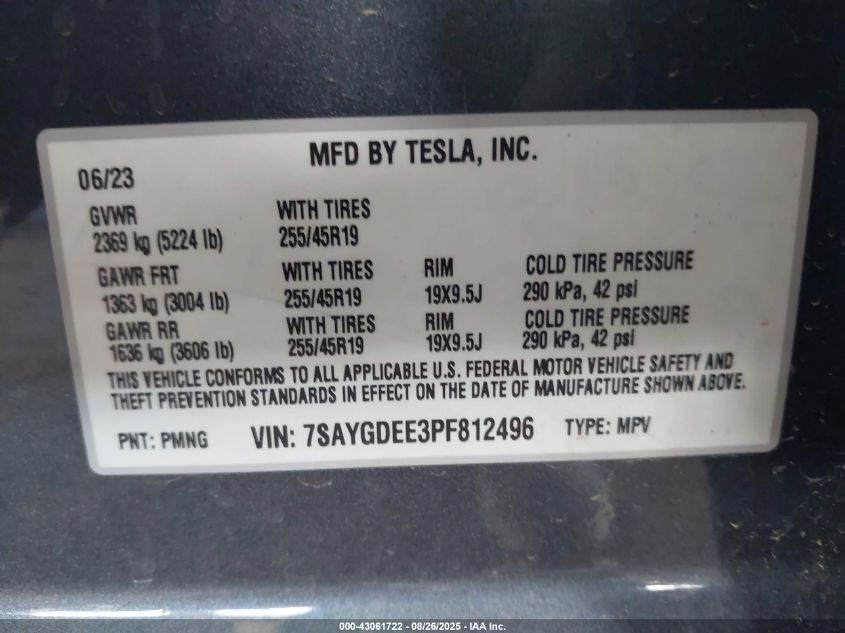 MFD BY TESLA, INC.
06/23
GVWR WITH TIRES
2369 kg (5224 lb) 255/45R19
GAWR FRT WITH TIRES RIM COLD TIRE PRESSURE
1363 kg (3004 lb) 255/45R19 19X9.5J 290 kPa, 42 psi
GAWR RR WITH TIRES RIM COLD TIRE PRESSURE
1636 kg (3606 lb) 255/45R19 19X9.5J 290 kPa, 42 psi
THIS VEHICLE CONFORMS TO ALL APPLICABLE U.S. FEDERAL MOTOR VEHICLE SAFETY AND
THEFT PREVENTION STANDARDS IN EFFECT ON THE DATE OF MANUFACTURE SHOWN ABOVE.
PNT: PMNG VIN: 7SAYGDEE3PF812496 TYPE: MPV
000-43061722 - 08/26/2025 - IAA Inc.